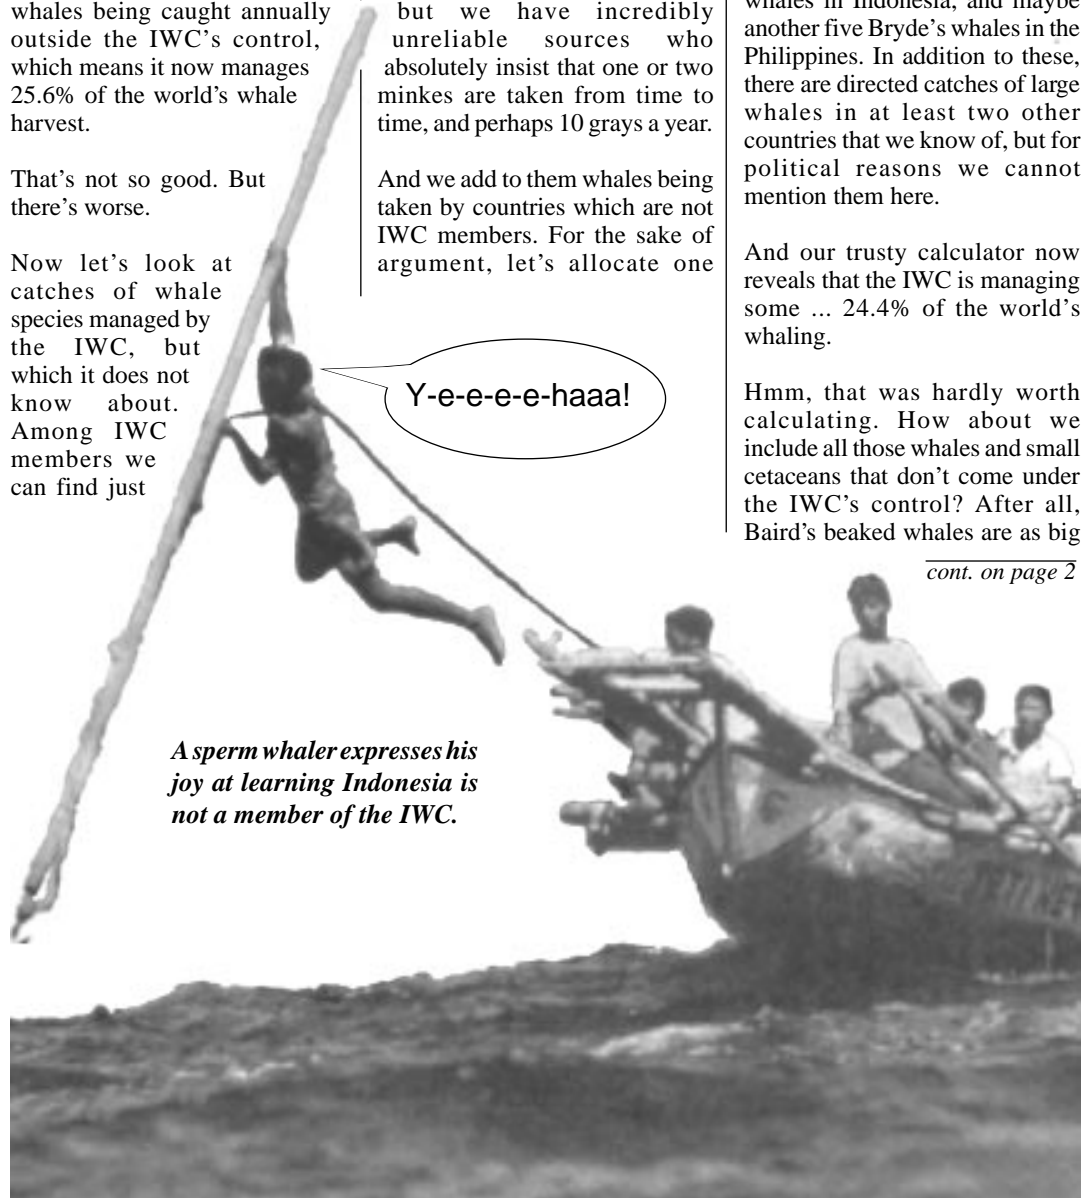 whales being caught annually
outside the IWC's control,
which means it now manages
25.6% of the world's whale
harvest.
That's not so good. But
there's worse.
Now let's look at
catches of whale
species managed by
the IWC, but
which it does not
know about.
Among IWC
members we
can find just
but we have incredibly
unreliable sources who
absolutely insist that one or two
minkes are taken from time to
time, and perhaps 10 grays a year.
And we add to them whales being
taken by countries which are not
IWC members. For the sake of
argument, let's allocate one
whales in Indonesia, and maybe
another five Bryde's whales in the
Philippines. In addition to these,
there are directed catches of large
whales in at least two other
countries that we know of, but for
political reasons we cannot
mention them here.
And our trusty calculator now
reveals that the IWC is managing
some ... 24.4% of the world's
whaling.
Hmm, that was hardly worth
calculating. How about we
include all those whales and small
cetaceans that don't come under
the IWC's control? After all,
Baird's beaked whales are as big
cont. on page 2
Y-e-e-e-e-haaa!
A sperm whaler expresses his
joy at learning Indonesia is
not a member of the IWC.